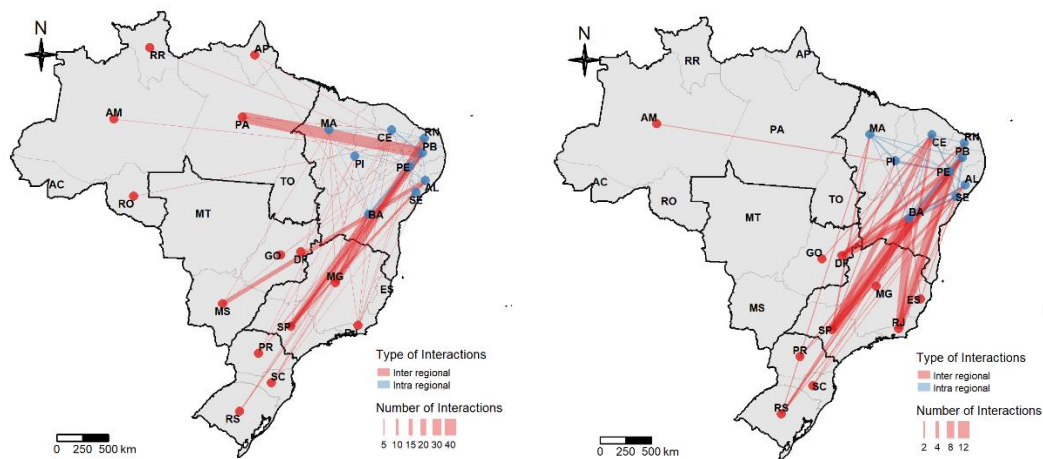 N
RR
AP
AM
PA
MA
CE
RN
PB
PI
PE
AL
SE
AC
RO
TO
BA
MT
GO
DF
MG
MS
ES
SP
RJ
PR
SC
RS
Type of Interactions
Inter regional
Intra regional
Number of Interactions
5 10 15 20 30 40
0 250 500 km
N
RR
AP
AM
PA
MA
CE
RN
PB
PI
PE
AL
SE
AC
RO
TO
BA
MT
GO
DF
MG
MS
ES
SP
RJ
PR
SC
RS
Type of Interactions
Inter regional
Intra regional
Number of Interactions
2 4 8 12
0 250 500 km